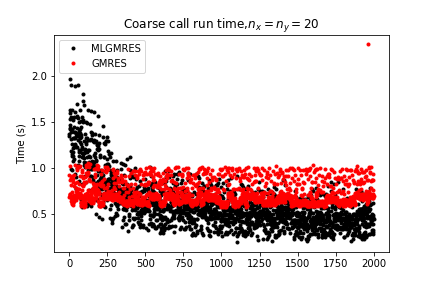 Coarse call run time,$n_x = n_y = 20$
MLGMRES
GMRES
Time (s)
2.0
1.5
1.0
0.5
0 250 500 750 1000 1250 1500 1750 2000